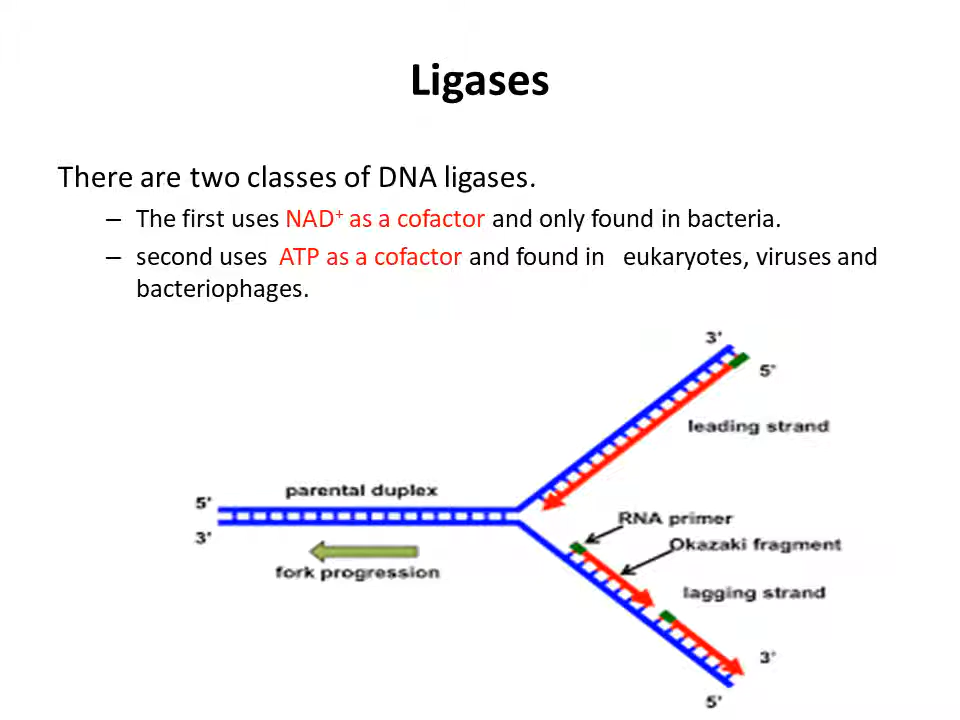 Ligases
There are two classes of DNA ligases.
– The first uses NAD⁺ as a cofactor and only found in bacteria.
– second uses ATP as a cofactor and found in eukaryotes, viruses and
bacteriophages.
3'
5'
leading strand
parental duplex
5'
3'
fork progression
RNA primer
Okazaki fragment
lagging strand
3'
5'